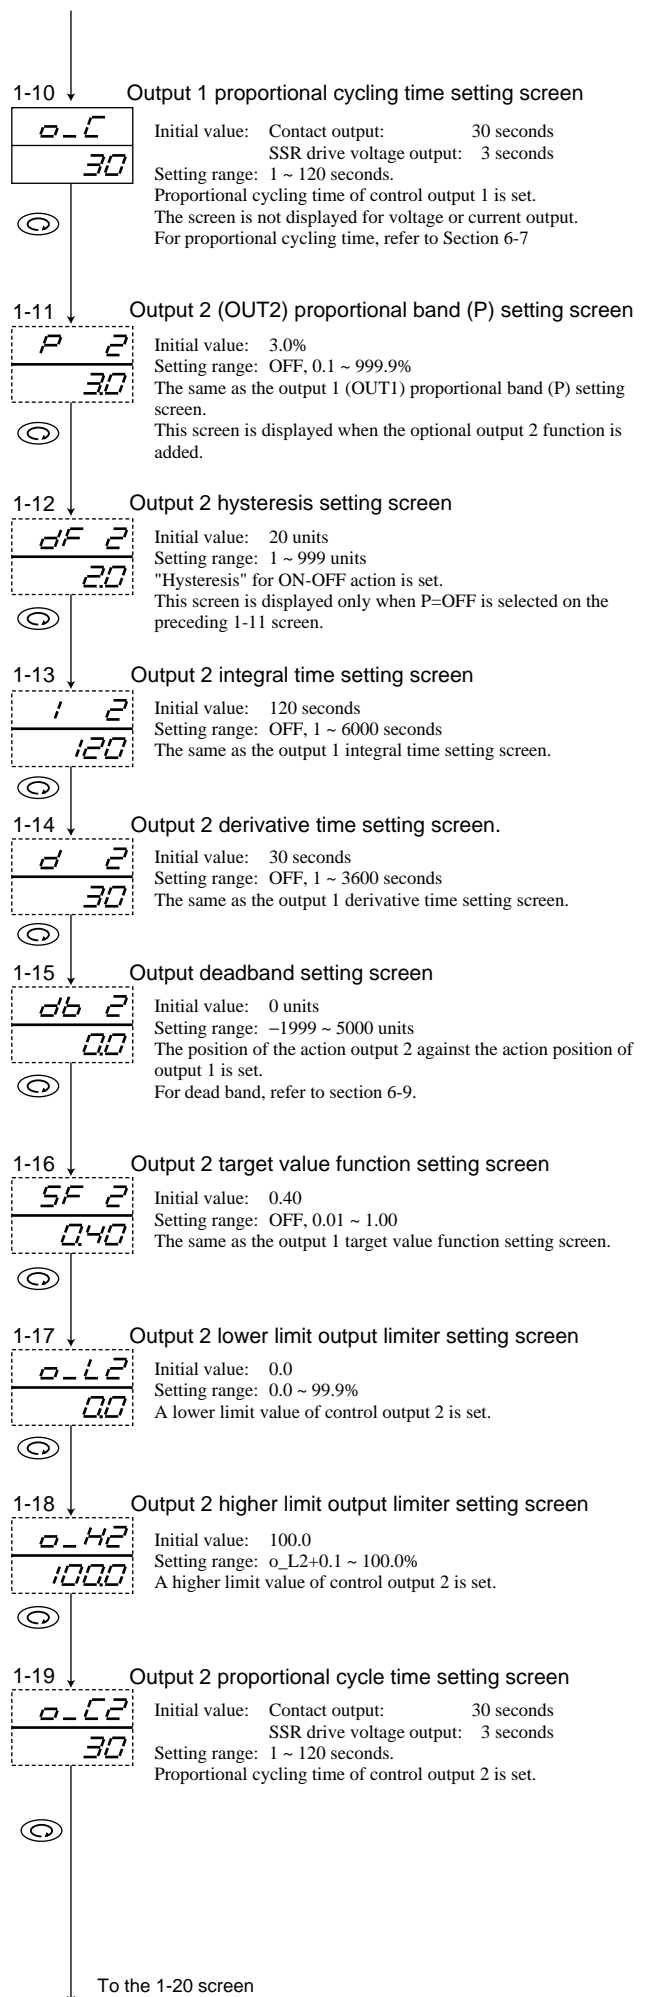 1-10 Output 1 proportional cycling time setting screen
o_C
30
Initial value: Contact output: 30 seconds
SSR drive voltage output: 3 seconds
Setting range: 1 ~ 120 seconds.
Proportional cycling time of control output 1 is set.
The screen is not displayed for voltage or current output.
For proportional cycling time, refer to Section 6-7
1-11 Output 2 (OUT2) proportional band (P) setting screen
P 2
3.0
Initial value: 3.0%
Setting range: OFF, 0.1 ~ 999.9%
The same as the output 1 (OUT1) proportional band (P) setting
screen.
This screen is displayed when the optional output 2 function is
added.
1-12 Output 2 hysteresis setting screen
dF 2
2.0
Initial value: 20 units
Setting range: 1 ~ 999 units
"Hysteresis" for ON-OFF action is set.
This screen is displayed only when P=OFF is selected on the
preceding 1-11 screen.
1-13 Output 2 integral time setting screen
I 2
120
Initial value: 120 seconds
Setting range: OFF, 1 ~ 6000 seconds
The same as the output 1 integral time setting screen.
1-14 Output 2 derivative time setting screen.
d 2
30
Initial value: 30 seconds
Setting range: OFF, 1 ~ 3600 seconds
The same as the output 1 derivative time setting screen.
1-15 Output deadband setting screen
db 2
0.0
Initial value: 0 units
Setting range: −1999 ~ 5000 units
The position of the action output 2 against the action position of
output 1 is set.
For dead band, refer to section 6-9.
1-16 Output 2 target value function setting screen
SF 2
0.40
Initial value: 0.40
Setting range: OFF, 0.01 ~ 1.00
The same as the output 1 target value function setting screen.
1-17 Output 2 lower limit output limiter setting screen
o_L2
0.0
Initial value: 0.0
Setting range: 0.0 ~ 99.9%
A lower limit value of control output 2 is set.
1-18 Output 2 higher limit output limiter setting screen
o_H2
100.0
Initial value: 100.0
Setting range: o_L2+0.1 ~ 100.0%
A higher limit value of control output 2 is set.
1-19 Output 2 proportional cycle time setting screen
o_C2
30
Initial value: Contact output: 30 seconds
SSR drive voltage output: 3 seconds
Setting range: 1 ~ 120 seconds.
Proportional cycling time of control output 2 is set.
To the 1-20 screen